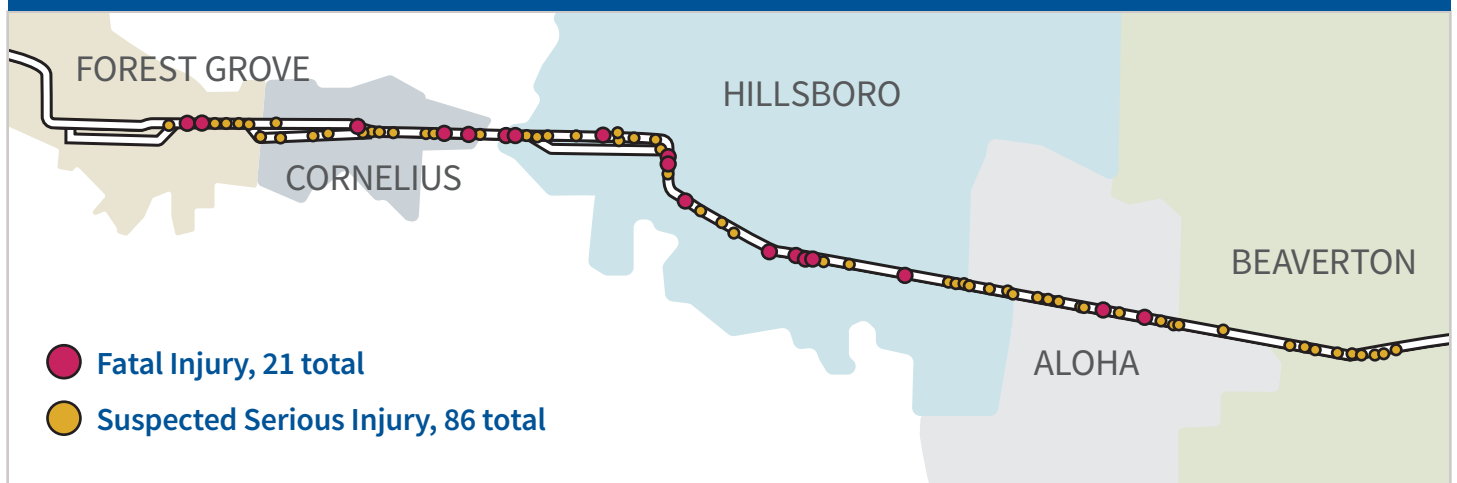 FOREST GROVE
HILLSBORO
CORNELIUS
BEAVERTON
ALOHA
Fatal Injury, 21 total
Suspected Serious Injury, 86 total